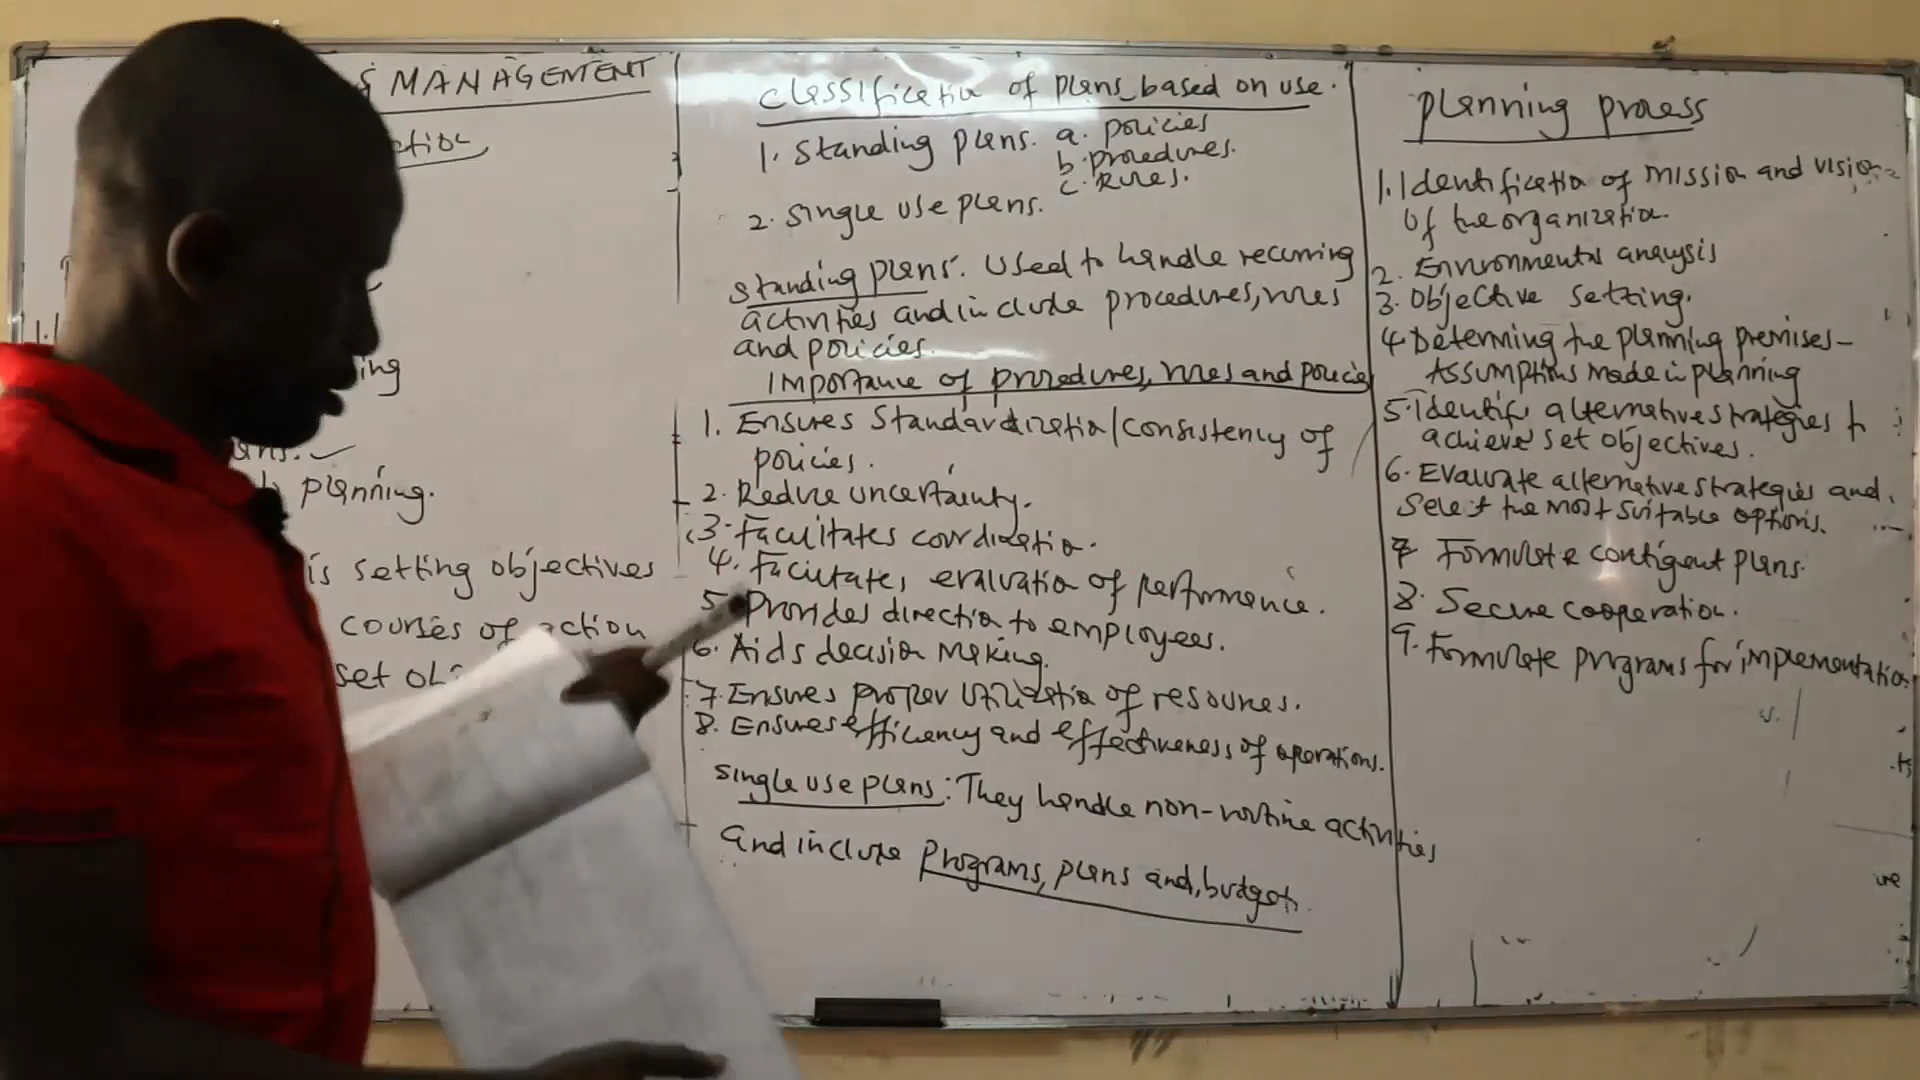 MANAGEMENT
ing
planning.
is setting objectives
courses of action
set
Classification of plans based on use.
1. Standing plans. a. policies
b. procedures.
c. Rules.
2. Single use plans.
Standing plans. Used to handle recurring
activities and include procedures, rules
and policies.
Importance of procedures, rules and policies
1. Ensures Standardization/consistency of
policies.
2. Reduce uncertainty.
3. Facilitates coordination.
4. Facilitates evaluation of performance.
5. Provides direction to employees.
6. Aids decision making.
7. Ensures proper utilization of resources.
8. Ensures efficiency and effectiveness of operations.
Single use plans: They handle non-routine activities
and include programs, plans and budgets.
planning process
1. Identification of mission and vision
of the organization.
2. Environmental analysis
3. Objective setting.
4. Determing the planning premises-
Assumptions made in planning
5. Identify alternative strategies to
achieve set objectives.
6. Evaluate alternative strategies and
select the most suitable options.
7 Formulate contigent plans.
8. Secure cooperation.
9. Formulate programs for implementation